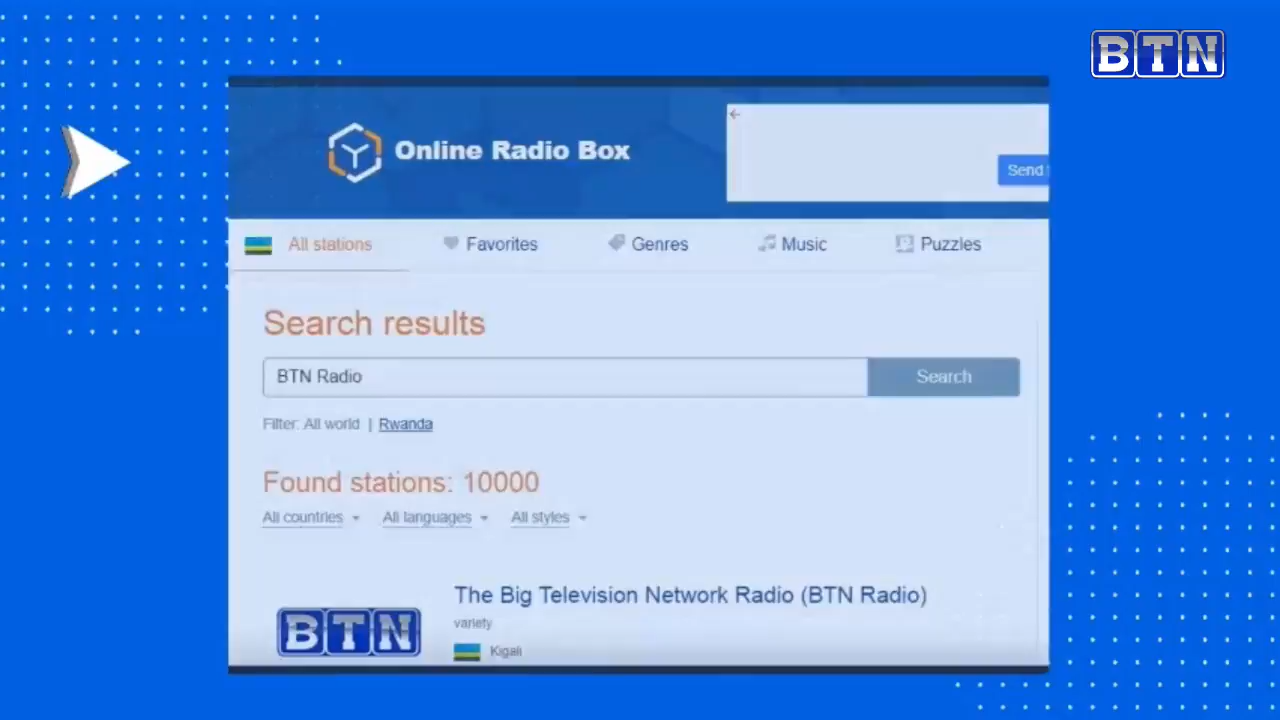 BTN
Online Radio Box
Send
All stations
Favorites
Genres
Music
Puzzles
Search results
BTN Radio
Search
Filter: All world | Rwanda
Found stations: 10000
All countries
All languages
All styles
The Big Television Network Radio (BTN Radio)
variety
BTN
Kigali